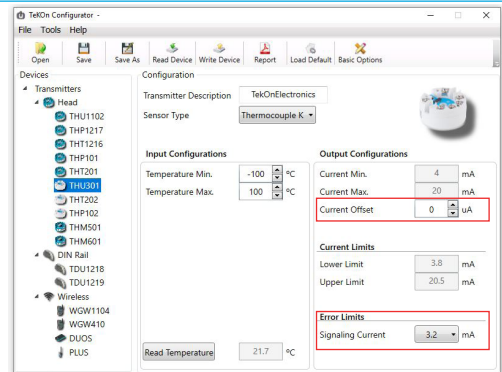 TeKOn Configurator -
File Tools Help
Open Save Save As Read Device Write Device Report Load Default Basic Options
Devices
Transmitters
Head
THU1102
THP1217
THT1216
THP101
THT201
THU301
THT202
THP102
THM501
THM601
DIN Rail
TDU1218
TDU1219
Wireless
WGW1104
WGW410
DUOS
PLUS
Configuration
Transmitter Description TekOnElectronics
Sensor Type Thermocouple K
Input Configurations
Temperature Min. -100 ºC
Temperature Max. 100 ºC
Read Temperature 21.7 ºC
Output Configurations
Current Min. 4 mA
Current Max. 20 mA
Current Offset 0 uA
Current Limits
Lower Limit 3.8 mA
Upper Limit 20.5 mA
Error Limits
Signaling Current 3.2 mA